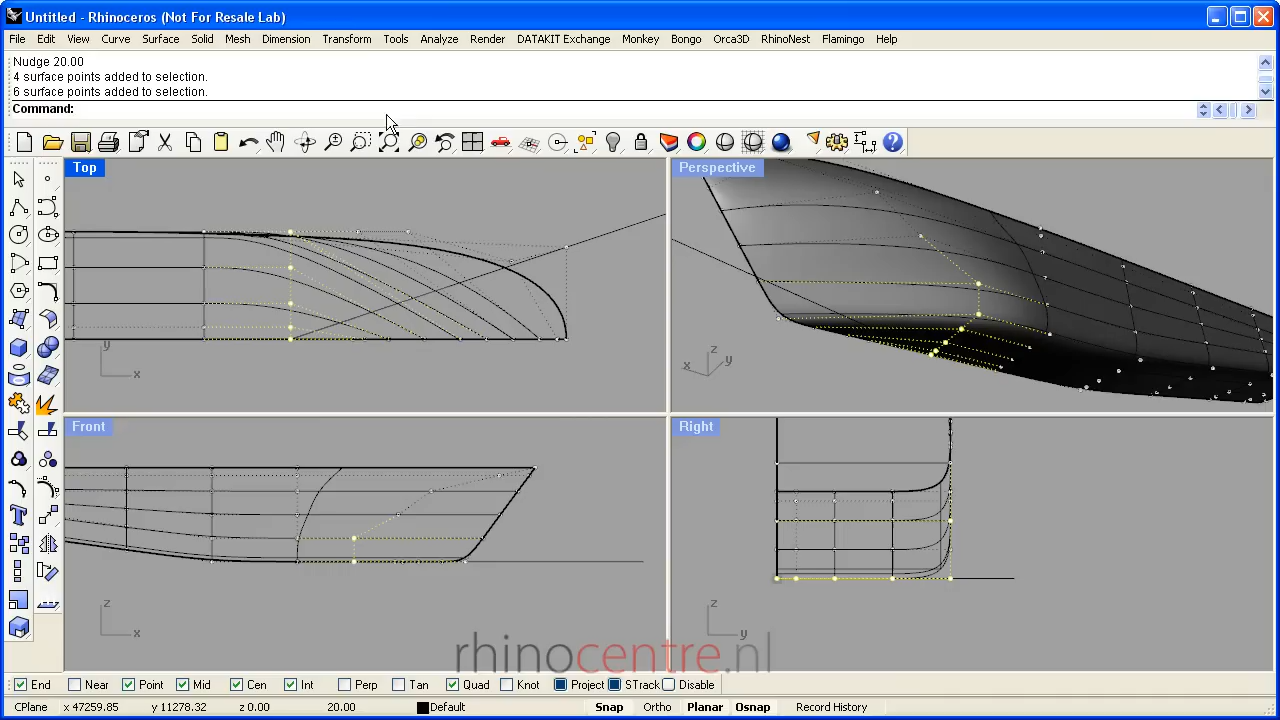 Untitled - Rhinoceros (Not For Resale Lab)
File Edit View Curve Surface Solid Mesh Dimension Transform Tools Analyze Render DATAKIT Exchange Monkey Bongo Orca3D RhinoNest Flamingo Help
Nudge 20.00
4 surface points added to selection.
6 surface points added to selection.
Command:
Top
Perspective
y
x
z
x
y
Front
Right
z
x
z
y
rhinocentre.nl
End Near Point Mid Cen Int Perp Tan Quad Knot Project STrack Disable
CPlane x 47259.85 y 11278.32 z 0.00 20.00 Default Snap Ortho Planar Osnap Record History